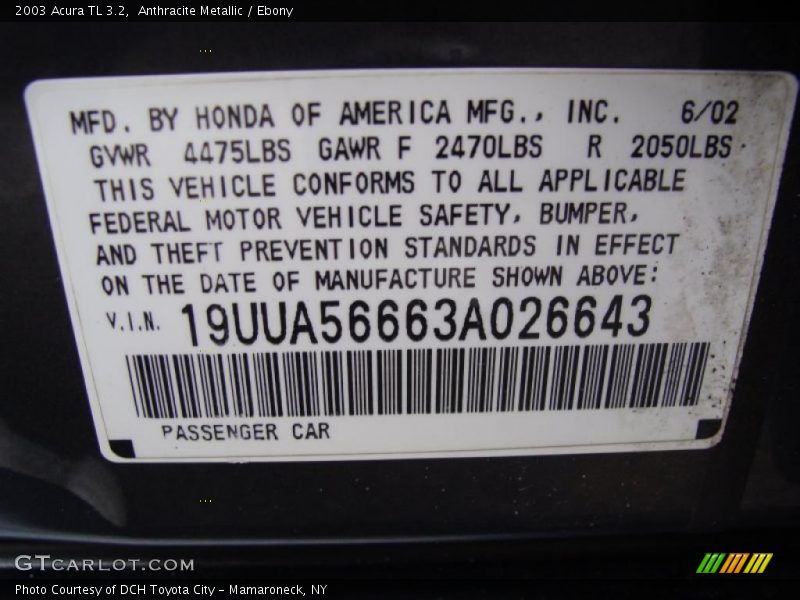 2003 Acura TL 3.2,  Anthracite Metallic / Ebony
MFD. BY HONDA OF AMERICA MFG., INC. 6/02
GVWR 4475LBS GAWR F 2470LBS R 2050LBS
THIS VEHICLE CONFORMS TO ALL APPLICABLE
FEDERAL MOTOR VEHICLE SAFETY, BUMPER,
AND THEFT PREVENTION STANDARDS IN EFFECT
ON THE DATE OF MANUFACTURE SHOWN ABOVE:
V.I.N. 19UUA56663A026643
PASSENGER CAR
GTCARLOT.COM
Photo Courtesy of DCH Toyota City – Mamaroneck, NY